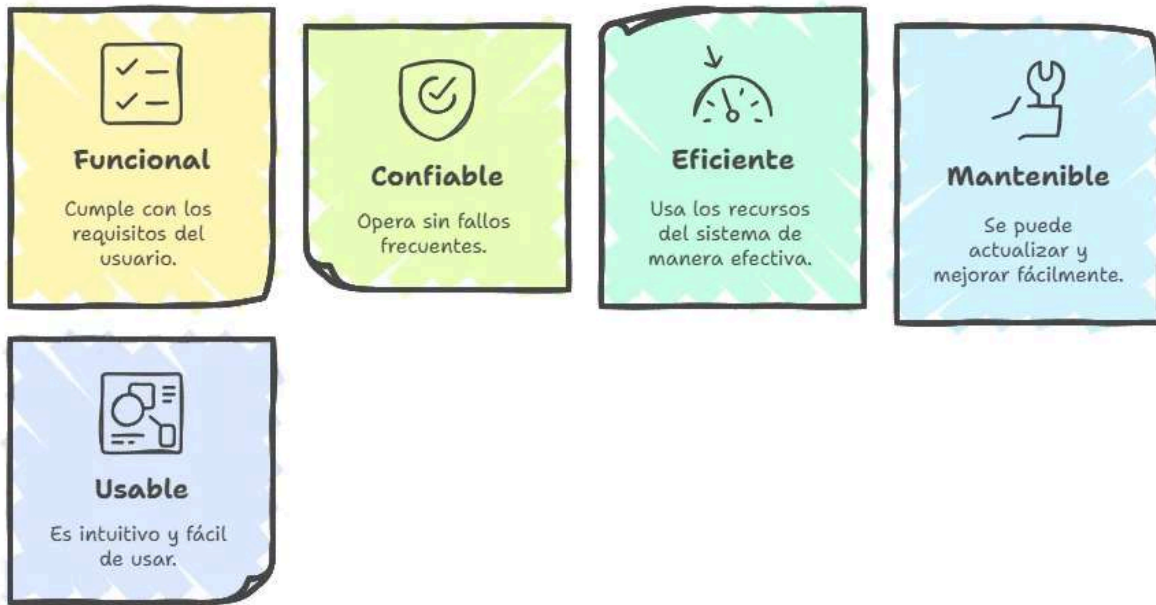 Funcional
Cumple con los
requisitos del
usuario.
Confiable
Opera sin fallos
frecuentes.
Eficiente
Usa los recursos
del sistema de
manera efectiva.
Mantenible
Se puede
actualizar y
mejorar fácilmente.
Usable
Es intuitivo y fácil
de usar.